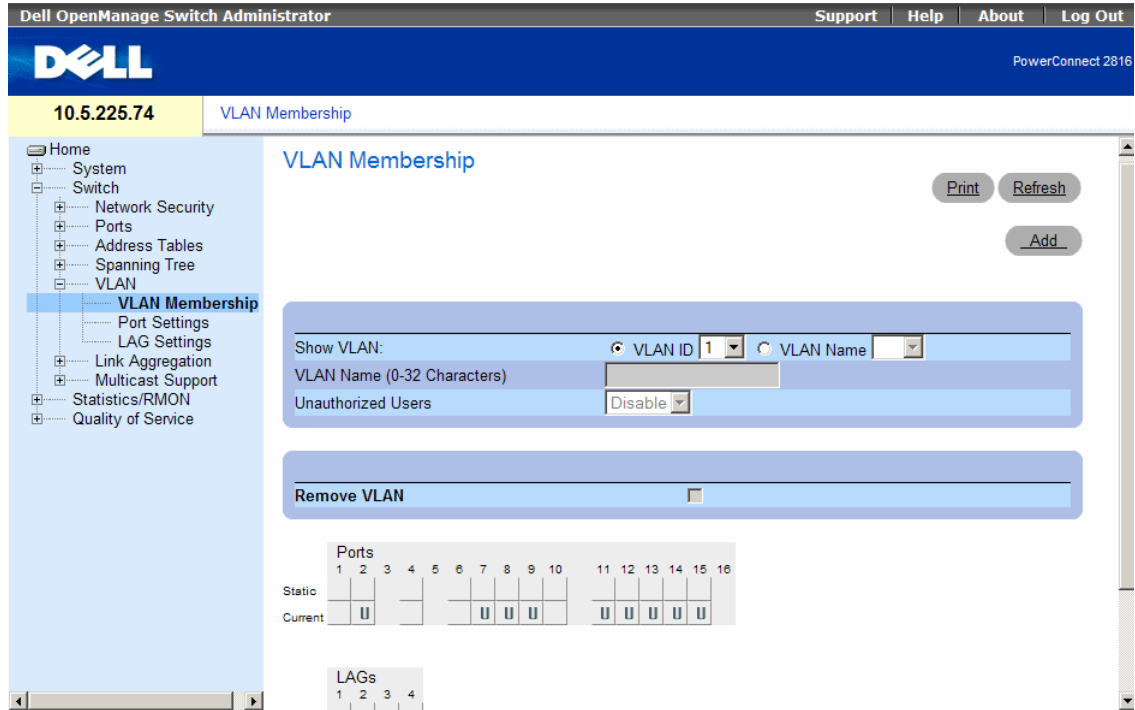 Dell OpenManage Switch Administrator Support Help About Log Out
DELL
PowerConnect 2816
10.5.225.74 VLAN Membership
Home
System
Switch
Network Security
Ports
Address Tables
Spanning Tree
VLAN
VLAN Membership
Port Settings
LAG Settings
Link Aggregation
Multicast Support
Statistics/RMON
Quality of Service
VLAN Membership
Print Refresh
Add
Show VLAN: VLAN ID 1 VLAN Name
VLAN Name (0-32 Characters)
Unauthorized Users Disable
Remove VLAN
Ports
1 2 3 4 5 6 7 8 9 10 11 12 13 14 15 16
Static
Current U U U U U U U U U
LAGs
1 2 3 4